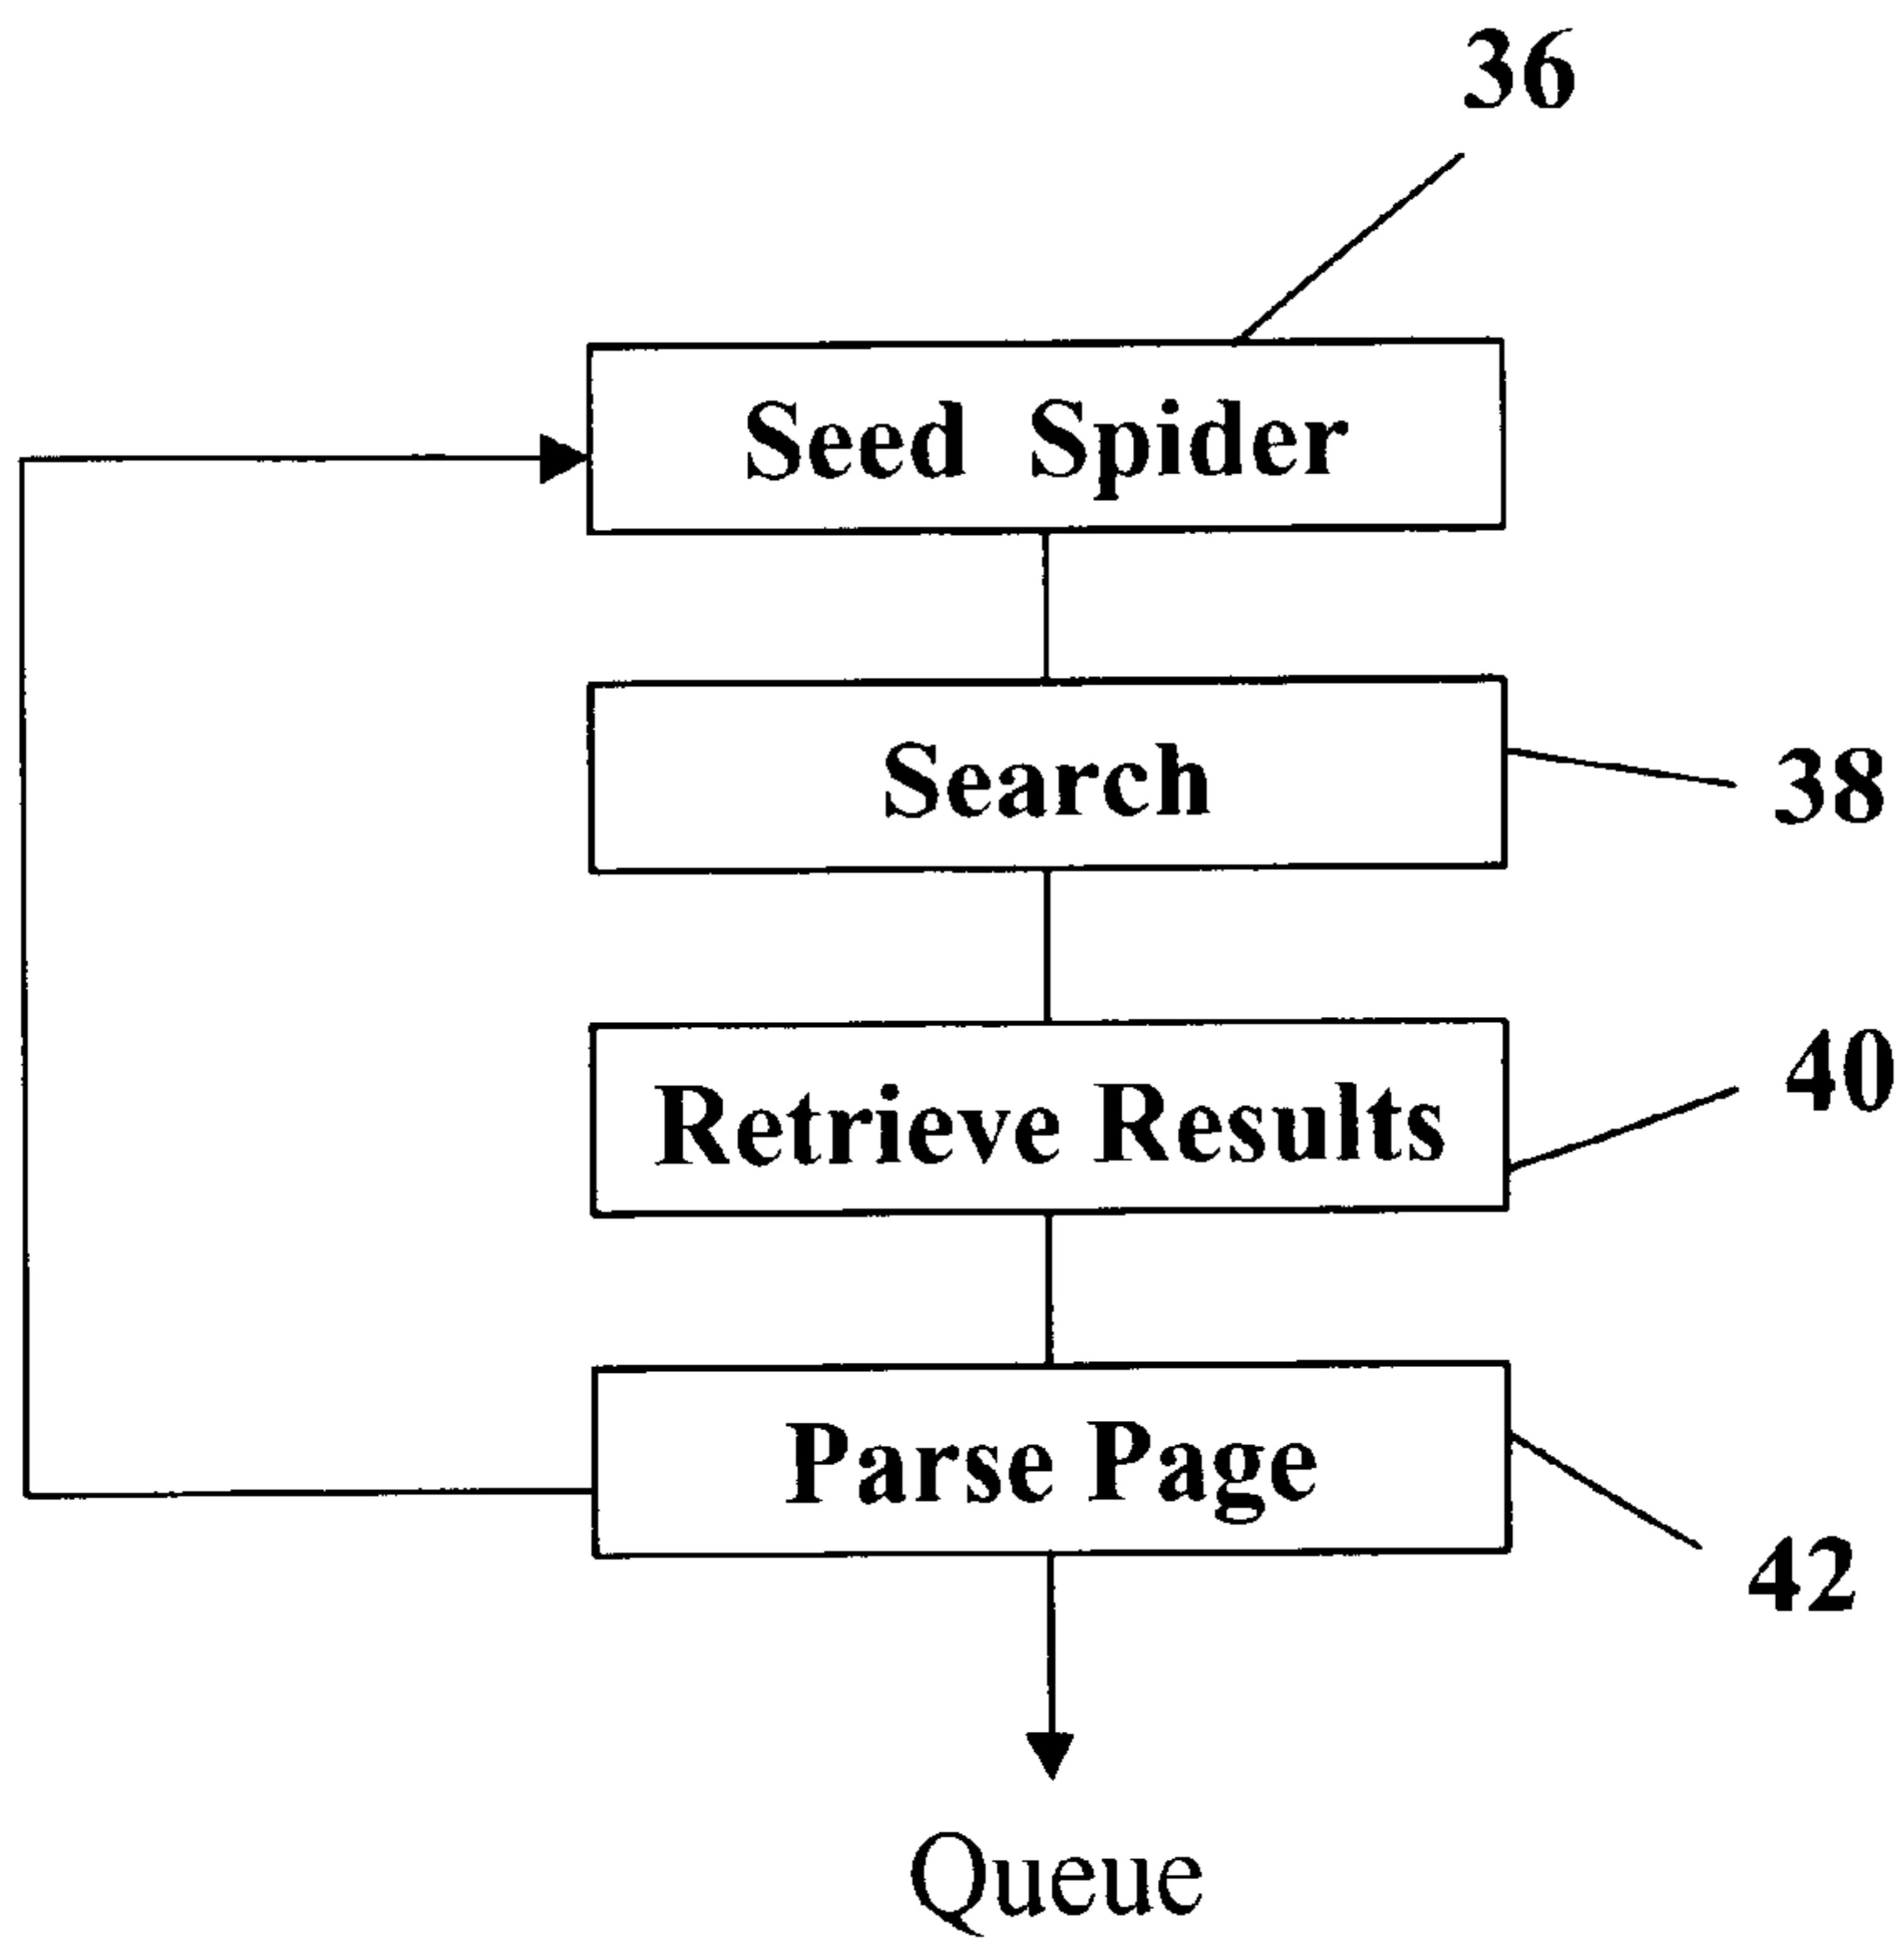 36
Seed Spider
Search
38
Retrieve Results
40
Parse Page
42
Queue